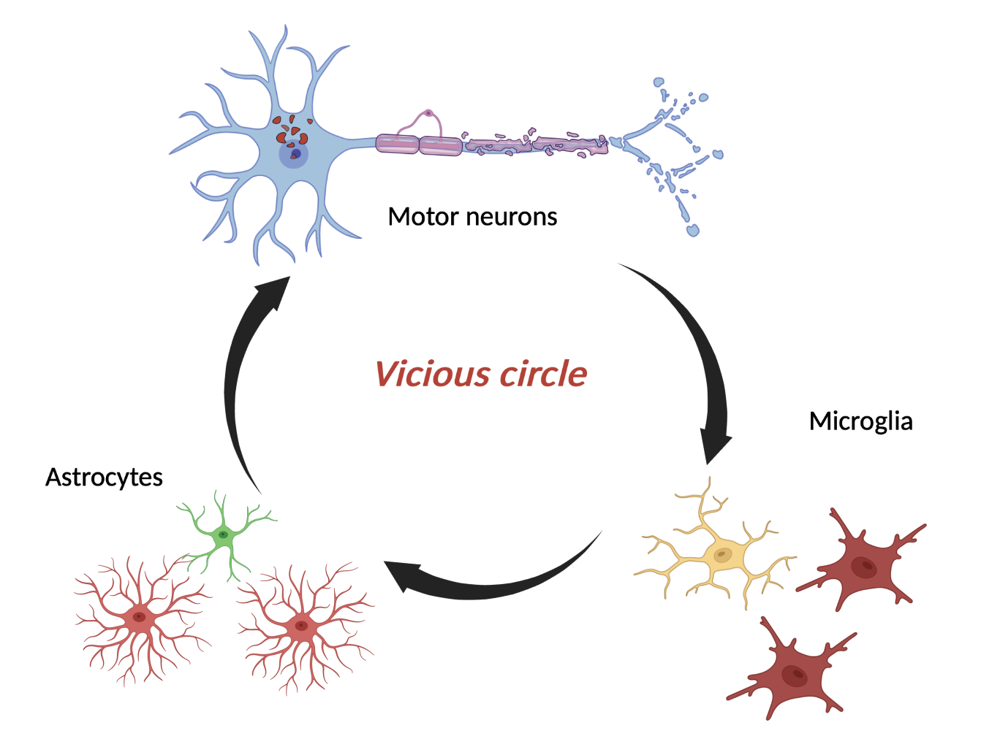 Motor neurons
Vicious circle
Microglia
Astrocytes